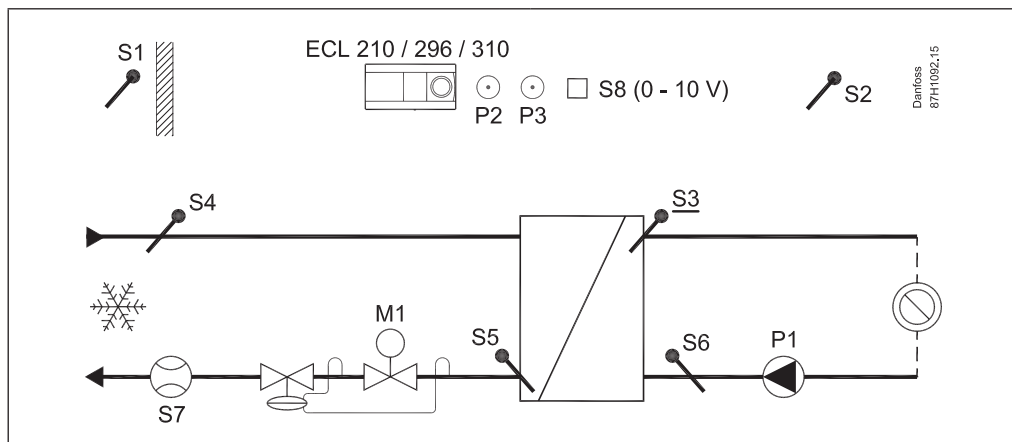 ECL 210 / 296 / 310
S1
P2
P3
S8 (0 - 10 V)
S2
Danfoss
87H1092.15
S4
S3
M1
S5
S6
P1
S7